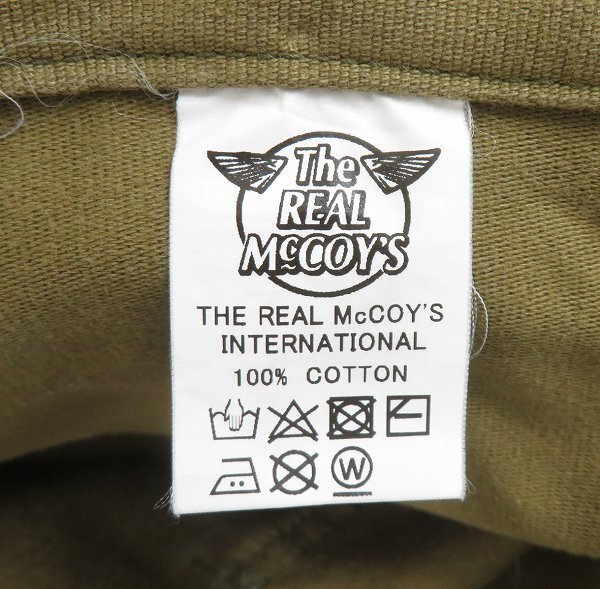 The
REAL
McCOY'S
THE REAL McCOY'S
INTERNATIONAL
100% COTTON
W